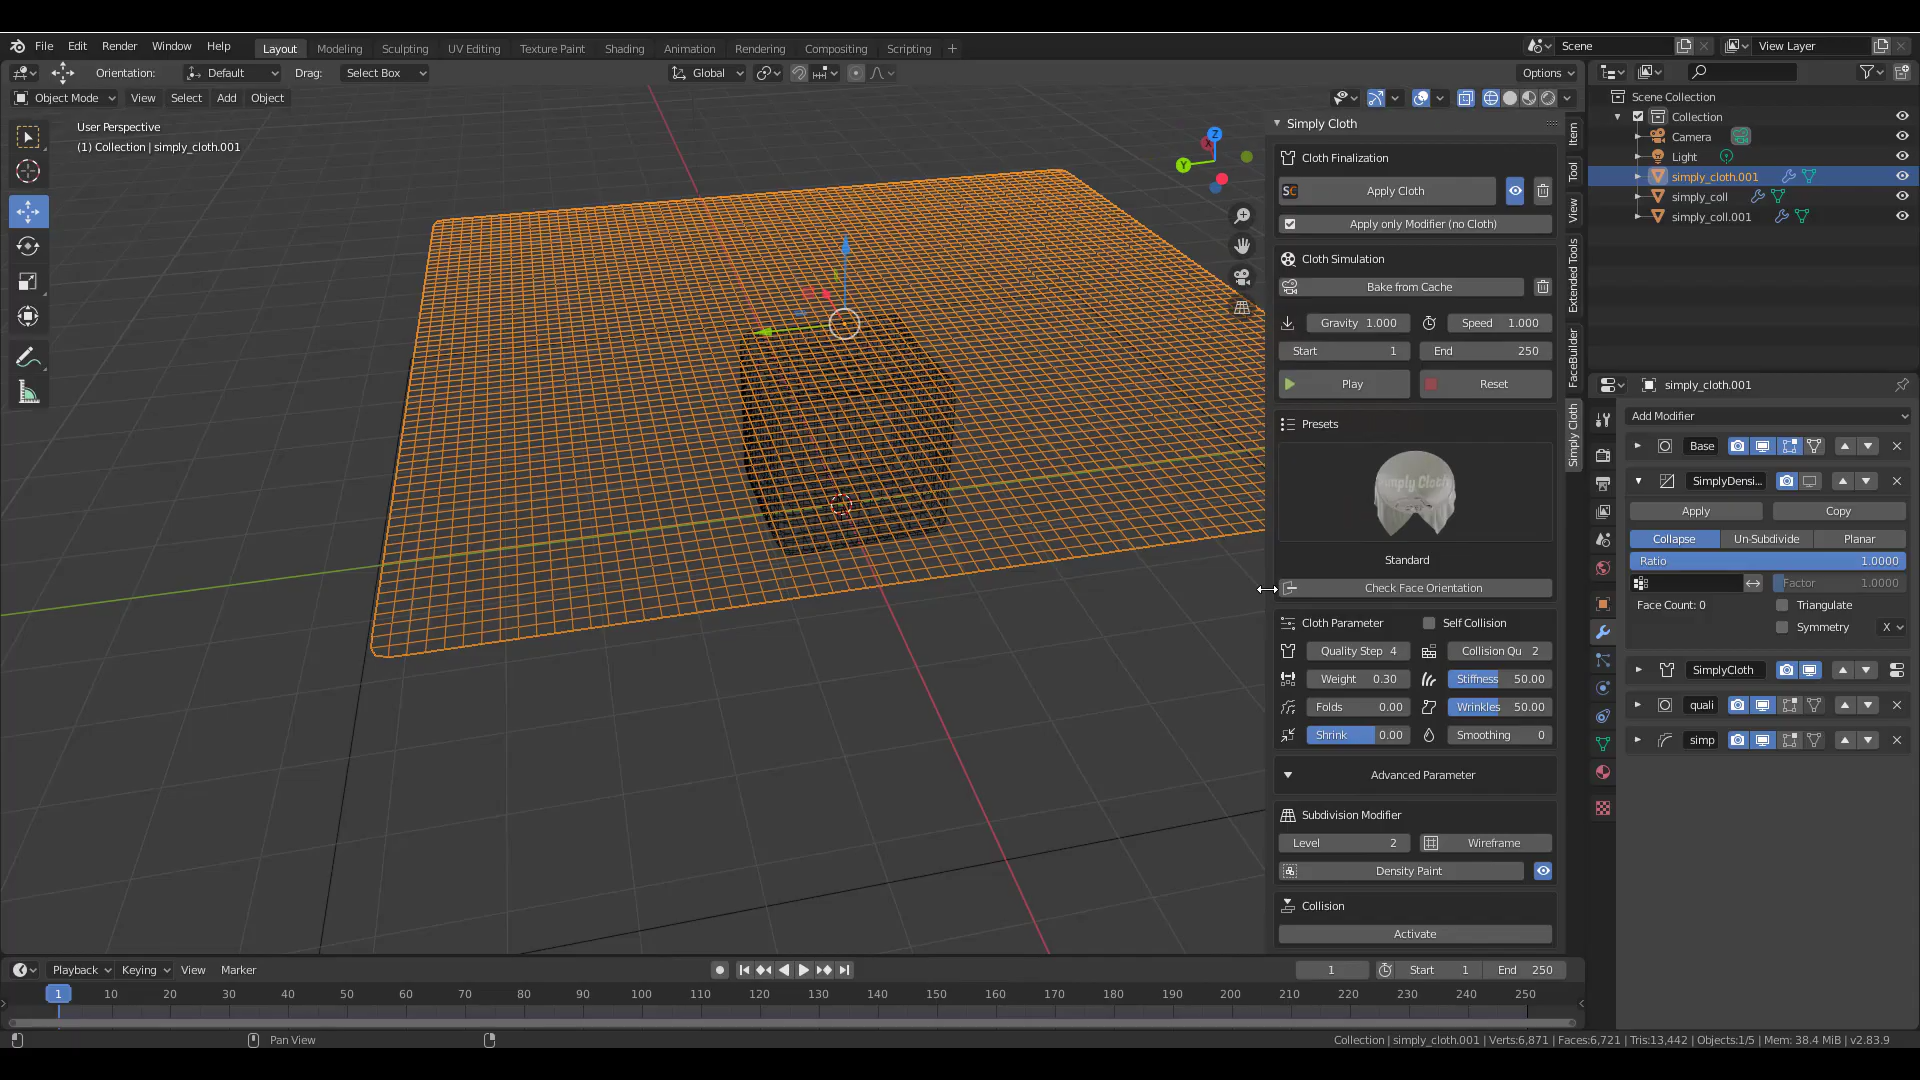 File Edit Render Window Help Layout Modeling Sculpting UV Editing Texture Paint Shading Animation Rendering Compositing Scripting + Scene View Layer
Orientation: Default Drag: Select Box Global Options
Object Mode View Select Add Object
User Perspective
(1) Collection | simply_cloth.001
Z
Y
Simply Cloth
Cloth Finalization
SC Apply Cloth
Apply only Modifier (no Cloth)
Cloth Simulation
Bake from Cache
Gravity 1.000 Speed 1.000
Start 1 End 250
Play Reset
Presets
Simply Cloth
Standard
Check Face Orientation
Cloth Parameter Self Collision
Quality Step 4 Collision Qu 2
Weight 0.30 Stiffness 50.00
Folds 0.00 Wrinkles 50.00
Shrink 0.00 Smoothing 0
Advanced Parameter
Subdivision Modifier
Level 2 Wireframe
Density Paint
Collision
Activate
Item
Tool
View
Extended Tools
FaceBuilder
Simply Cloth
Scene Collection
Collection
Camera
Light
simply_cloth.001
simply_coll
simply_coll.001
simply_cloth.001
Add Modifier
Base
SimplyDensi...
Apply Copy
Collapse Un-Subdivide Planar
Ratio 1.0000
Factor 1.0000
Face Count: 0 Triangulate
Symmetry X
SimplyCloth
quali
simp
Playback Keying View Marker 1 Start 1 End 250
1 10 20 30 40 50 60 70 80 90 100 110 120 130 140 150 160 170 180 190 200 210 220 230 240 250
Pan View Collection | simply_cloth.001 | Verts:6,871 | Faces:6,721 | Tris:13,442 | Objects:1/5 | Mem: 38.4 MiB | v2.83.9